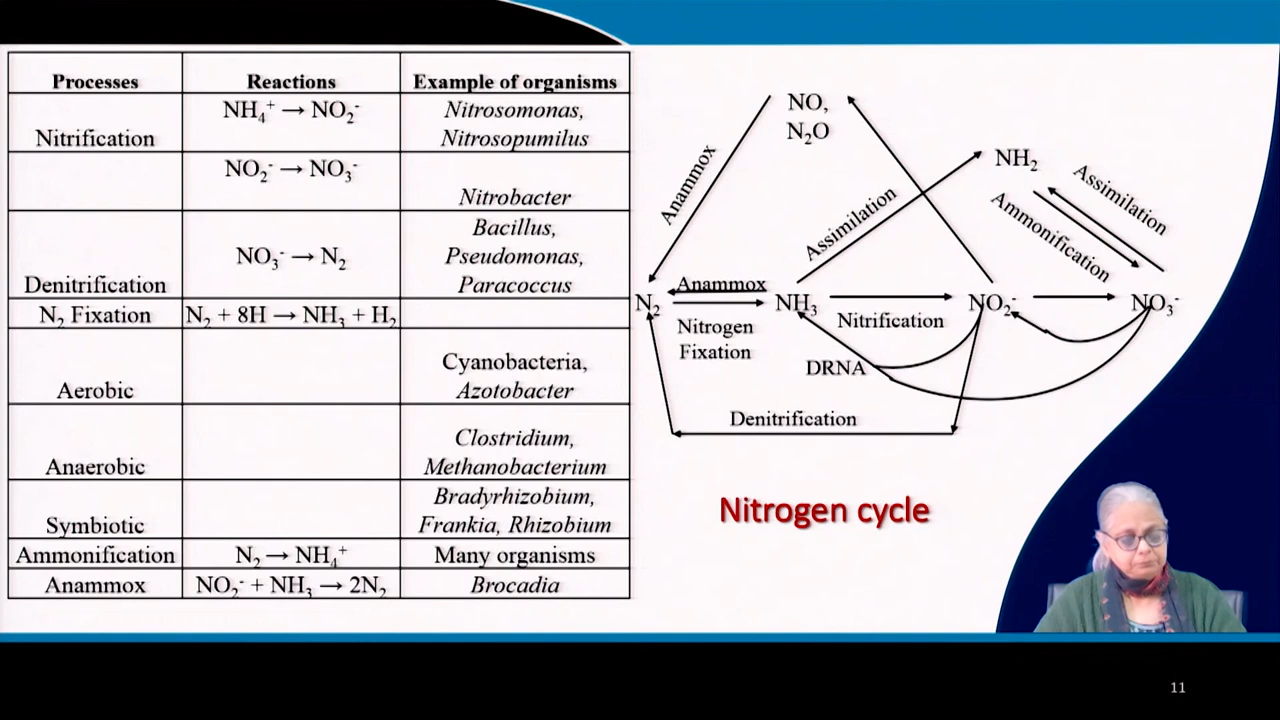 Processes
Reactions
Example of organisms
Nitrification
NH₄⁺ → NO₂⁻
Nitrosomonas,
Nitrosopumilus
NO₂⁻ → NO₃⁻
Nitrobacter
Denitrification
NO₃⁻ → N₂
Bacillus,
Pseudomonas,
Paracoccus
N₂ Fixation
N₂ + 8H → NH₃ + H₂
Aerobic
Cyanobacteria,
Azotobacter
Anaerobic
Clostridium,
Methanobacterium
Symbiotic
Bradyrhizobium,
Frankia, Rhizobium
Ammonification
N₂ → NH₄⁺
Many organisms
Anammox
NO₂⁻ + NH₃ → 2N₂
Brocadia
NO,
N₂O
NH₂
Anammox
Assimilation
Assimilation
Ammonification
N₂
Anammox
NH₃
NO₂⁻
NO₃⁻
Nitrogen
Fixation
Nitrification
DRNA
Denitrification
Nitrogen cycle
11